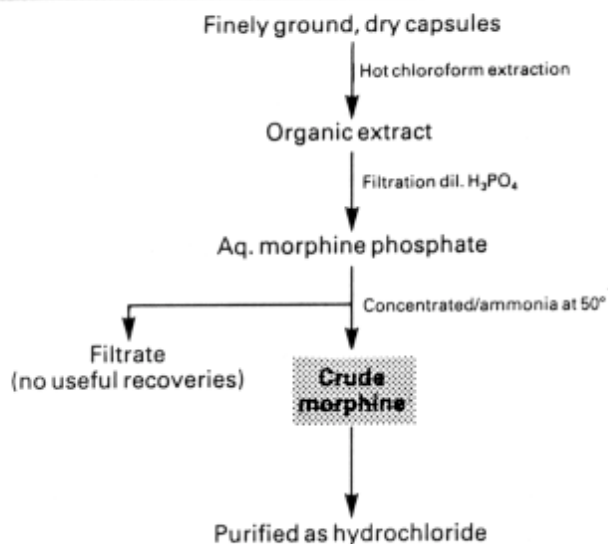 Finely ground, dry capsules
Hot chloroform extraction
Organic extract
Filtration dil. H₃PO₄
Aq. morphine phosphate
Concentrated/ammonia at 50°
Filtrate
(no useful recoveries)
Crude
morphine
Purified as hydrochloride